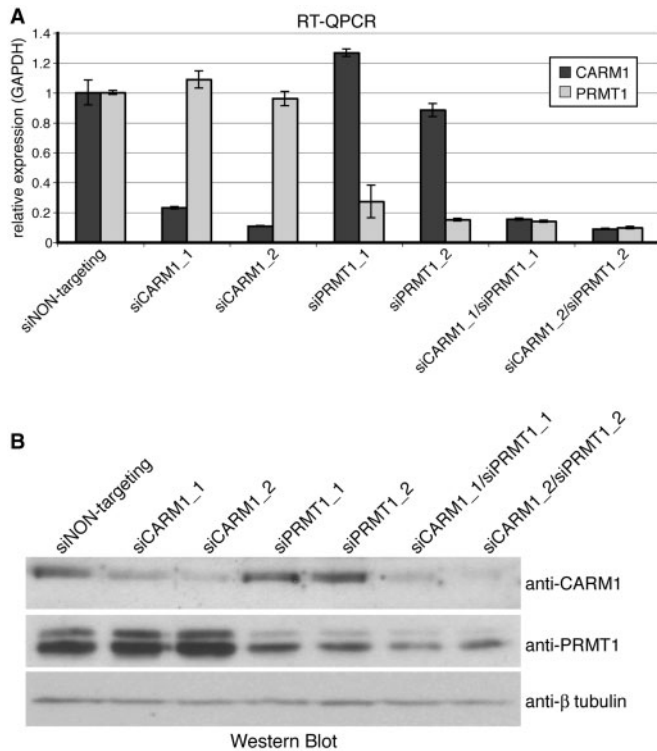 A
RT-QPCR
relative expression (GAPDH)
1.4
1.2
1
0.8
0.6
0.4
0.2
0
CARM1
PRMT1
siNON-targeting
siCARM1_1
siCARM1_2
siPRMT1_1
siPRMT1_2
siCARM1_1/siPRMT1_1
siCARM1_2/siPRMT1_2
B
siNON-targeting
siCARM1_1
siCARM1_2
siPRMT1_1
siPRMT1_2
siCARM1_1/siPRMT1_1
siCARM1_2/siPRMT1_2
anti-CARM1
anti-PRMT1
anti-β tubulin
Western Blot